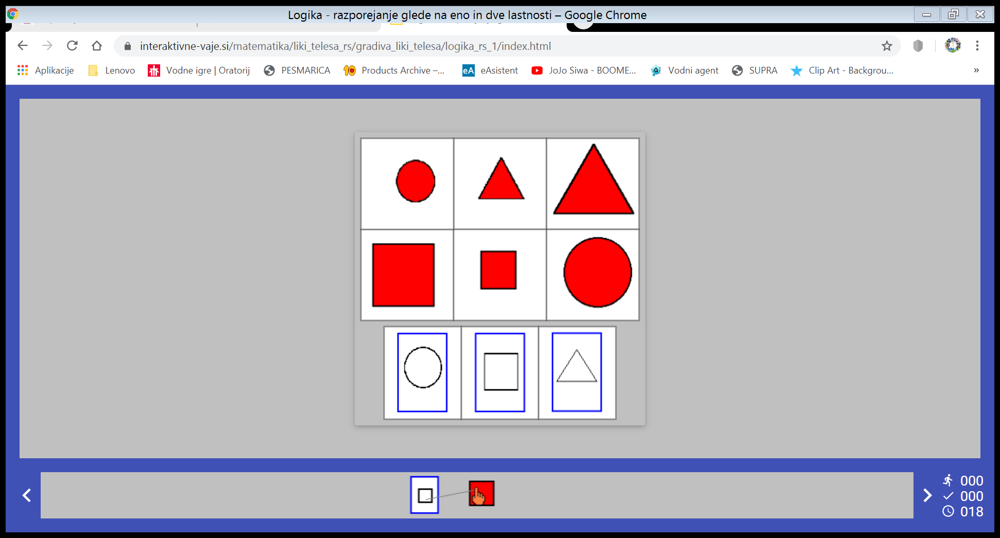 Logika - razporejanje glede na eno in dve lastnosti – Google Chrome
interaktivne-vaje.si/matematika/liki_telesa_rs/gradiva_liki_telesa/logika_rs_1/index.html
Aplikacije Lenovo Vodne igre | Oratorij PESMARICA Products Archive –... eA eAsistent JoJo Siwa - BOOME... Vodni agent SUPRA Clip Art - Backgrou... »
000
000
018